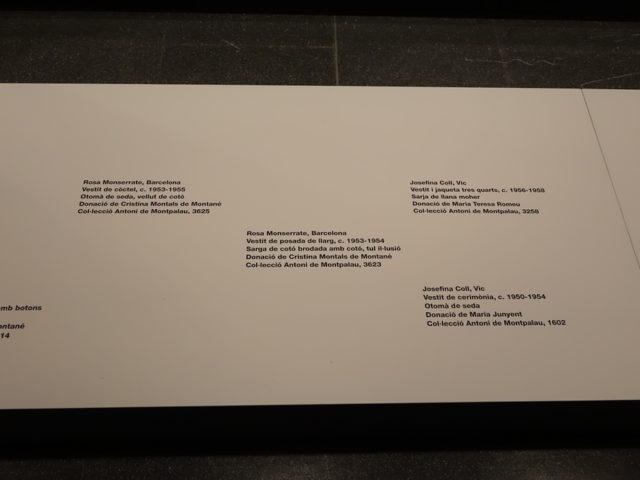 Rosa Monserrate, Barcelona
Vestit de còctel, c. 1953-1955
Otomà de seda, vellut de cotó
Donació de Cristina Montals de Montané
Col·lecció Antoni de Montpalau, 3625
Josefina Coll, Vic
Vestit i jaqueta tres quarts, c. 1956-1958
Sarja de llana moher
Donació de Maria Teresa Romeu
Col·lecció Antoni de Montpalau, 3258
Rosa Monserrate, Barcelona
Vestit de posada de llarg, c. 1953-1954
Sarga de cotó brodada amb cotó, tul il·lusió
Donació de Cristina Montals de Montané
Col·lecció Antoni de Montpalau, 3623
Josefina Coll, Vic
Vestit de cerimònia, c. 1950-1954
Otomà de seda
Donació de Maria Junyent
Col·lecció Antoni de Montpalau, 1602
amb botons
ontané
14